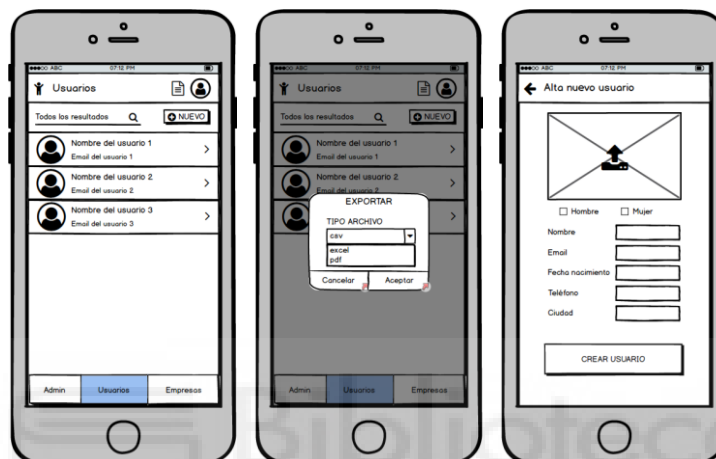 ABC 07:12 PM
Usuarios
Todos los resultados NUEVO
Nombre del usuario 1
Email del usuario 1
Nombre del usuario 2
Email del usuario 2
Nombre del usuario 3
Email del usuario 3
Admin Usuarios Empresas
ABC 07:12 PM
Usuarios
Todos los resultados NUEVO
Nombre del usuario 1
Email del usuario 1
Nombre del usuario 2
Email del usuario 2
EXPORTAR
TIPO ARCHIVO
csv
excel
pdf
Cancelar Aceptar
Admin Usuarios Empresas
ABC 07:12 PM
Alta nuevo usuario
Hombre Mujer
Nombre
Email
Fecha nacimiento
Teléfono
Ciudad
CREAR USUARIO
Biblioteca